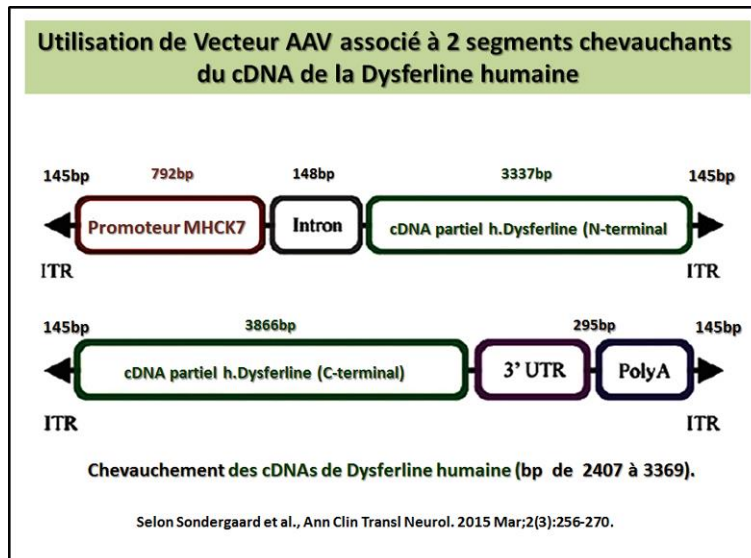 Utilisation de Vecteur AAV associé à 2 segments chevauchants
du cDNA de la Dysferline humaine
145bp 792bp 148bp 3337bp 145bp
Promoteur MHCK7 Intron cDNA partiel h.Dysferline (N-terminal
ITR ITR
145bp 3866bp 295bp 145bp
cDNA partiel h.Dysferline (C-terminal) 3' UTR PolyA
ITR ITR
Chevauchement des cDNAs de Dysferline humaine (bp de 2407 à 3369).
Selon Sondergaard et al., Ann Clin Transl Neurol. 2015 Mar;2(3):256-270.